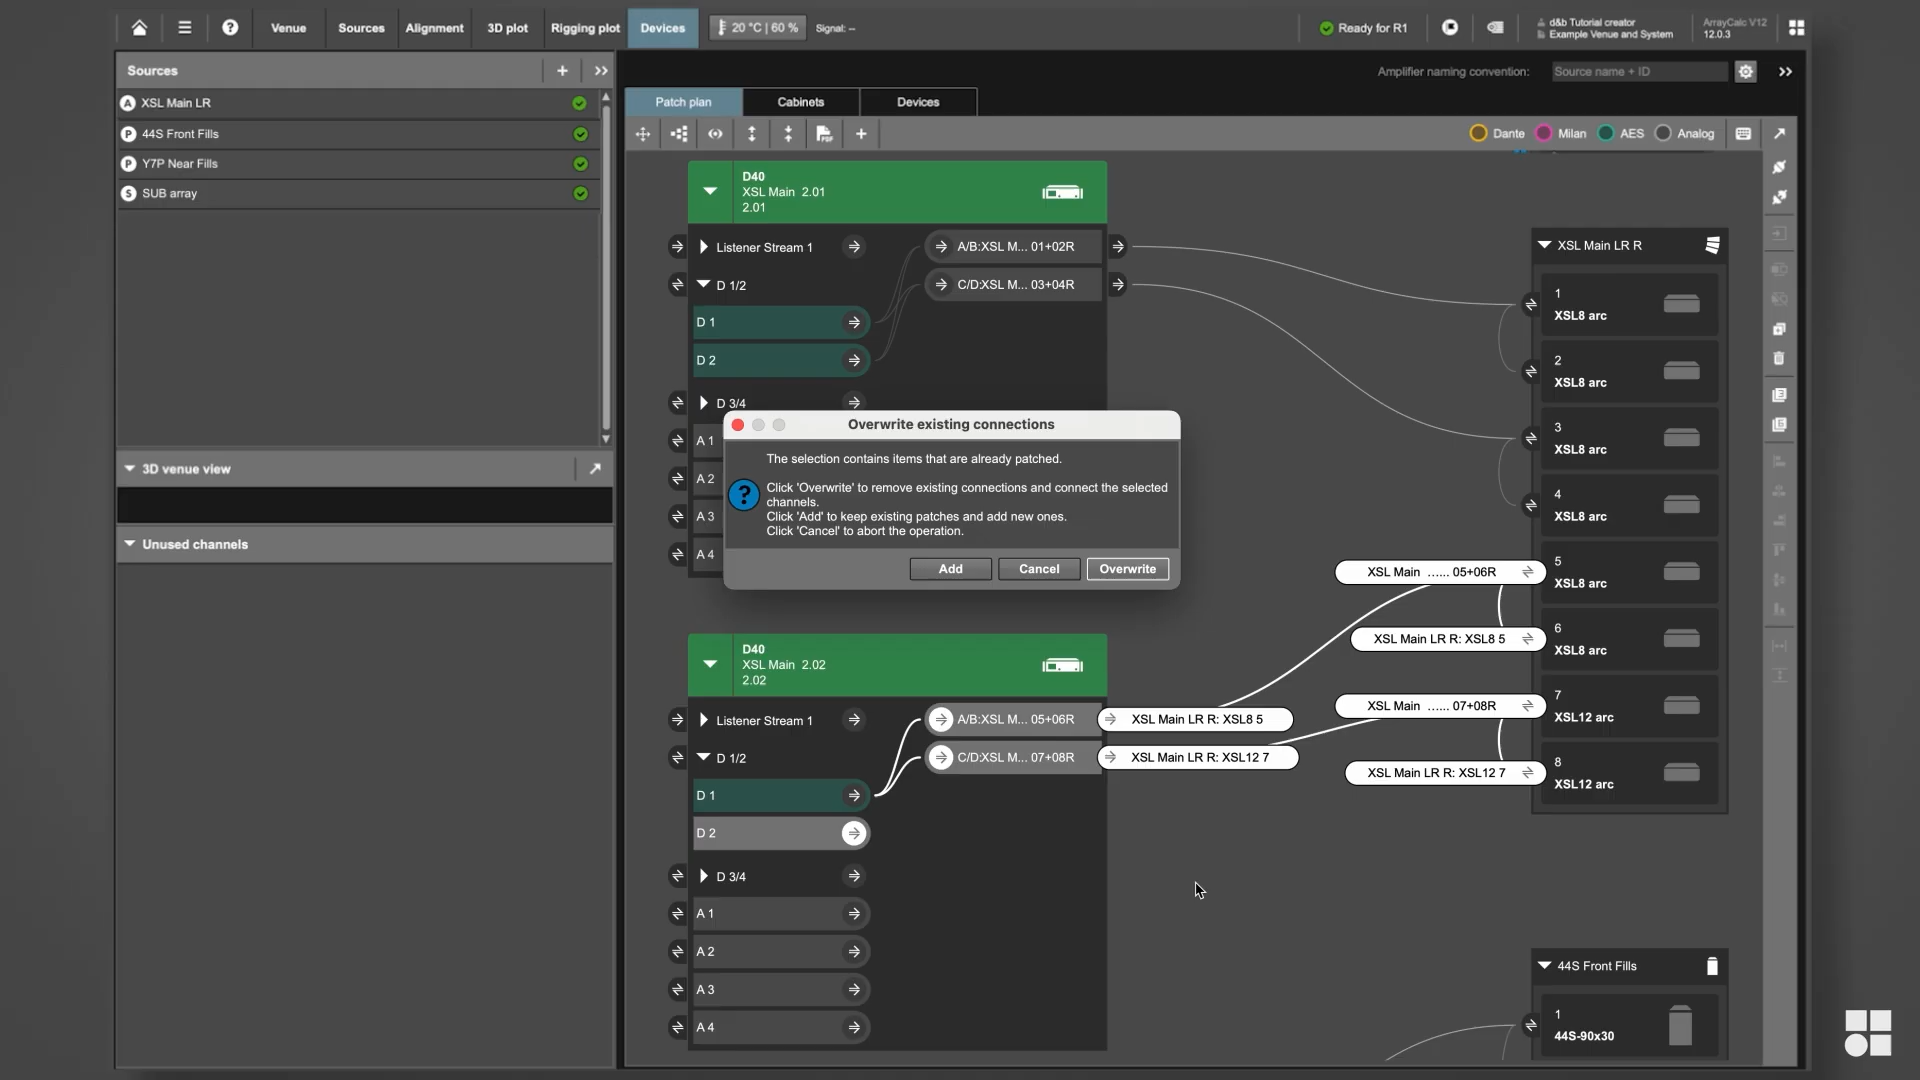 Venue
Sources
Alignment
3D plot
Rigging plot
Devices
20 °C | 60 %
Signal: --
Ready for R1
d&b Tutorial creator
Example Venue and System
ArrayCalc V12
12.0.3
Sources
Amplifier naming convention:
Source name + ID
A XSL Main LR
P 44S Front Fills
P Y7P Near Fills
S SUB array
3D venue view
Unused channels
Patch plan
Cabinets
Devices
PDF
Dante
Milan
AES
Analog
D40
XSL Main 2.01
2.01
Listener Stream 1
A/B:XSL M... 01+02R
D 1/2
C/D:XSL M... 03+04R
D 1
D 2
D 3/4
A 1
A 2
A 3
A 4
Overwrite existing connections
The selection contains items that are already patched.
Click 'Overwrite' to remove existing connections and connect the selected
channels.
Click 'Add' to keep existing patches and add new ones.
Click 'Cancel' to abort the operation.
Add
Cancel
Overwrite
D40
XSL Main 2.02
2.02
Listener Stream 1
A/B:XSL M... 05+06R
XSL Main LR R: XSL8 5
D 1/2
C/D:XSL M... 07+08R
XSL Main LR R: XSL12 7
D 1
D 2
D 3/4
A 1
A 2
A 3
A 4
XSL Main LR R
1
XSL8 arc
2
XSL8 arc
3
XSL8 arc
4
XSL8 arc
XSL Main ...... 05+06R
5
XSL8 arc
XSL Main LR R: XSL8 5
6
XSL8 arc
XSL Main ...... 07+08R
7
XSL12 arc
XSL Main LR R: XSL12 7
8
XSL12 arc
44S Front Fills
1
44S-90x30